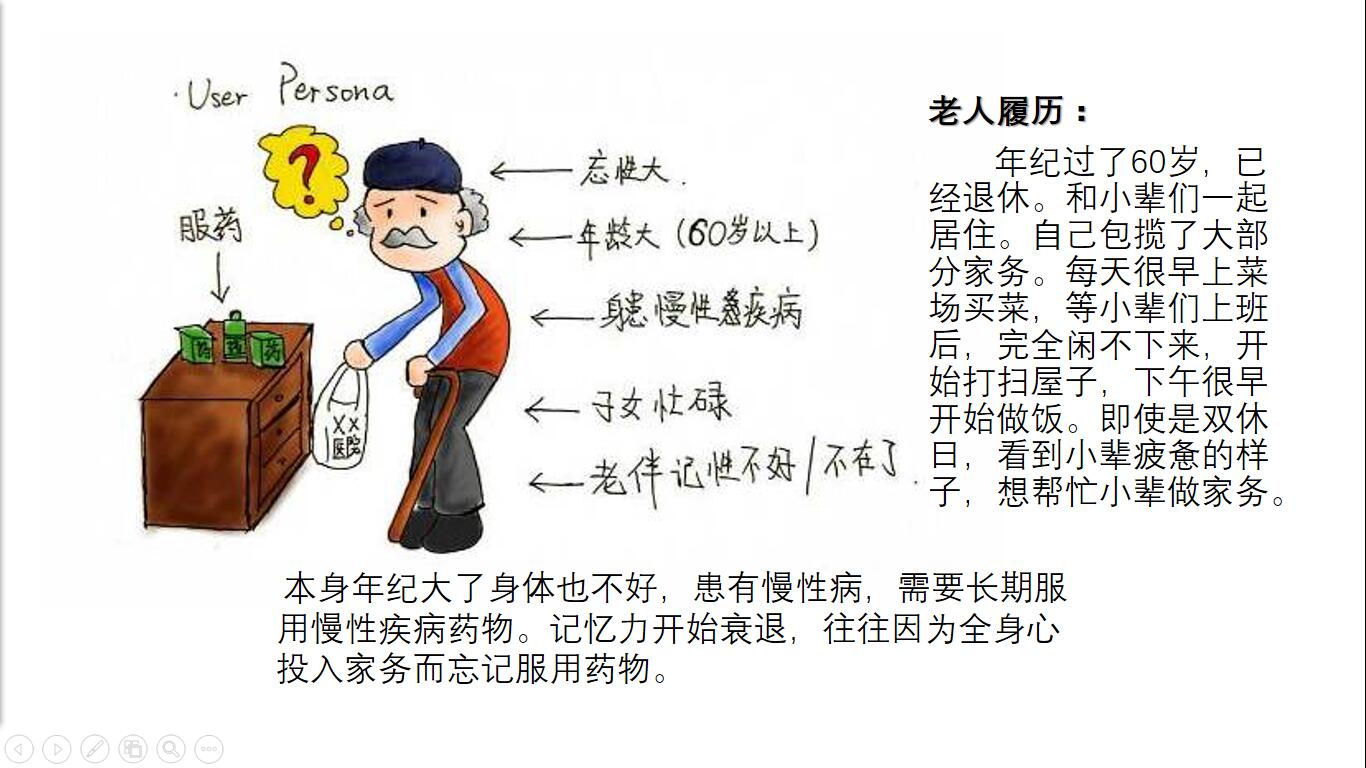 ·User Persona
?
忘性大.
服药
年龄大（60岁以上）
身患慢性疾病
药
药
药
子女忙碌
XX
医院
老伴记性不好/不在了.
老人履历：
年纪过了60岁，已
经退休。和小辈们一起
居住。自己包揽了大部
分家务。每天很早上菜
场买菜，等小辈们上班
后，完全闲不下来，开
始打扫屋子，下午很早
开始做饭。即使是双休
日，看到小辈疲惫的样
子，想帮忙小辈做家务。
本身年纪大了身体也不好，患有慢性病，需要长期服
用慢性疾病药物。记忆力开始衰退，往往因为全身心
投入家务而忘记服用药物。